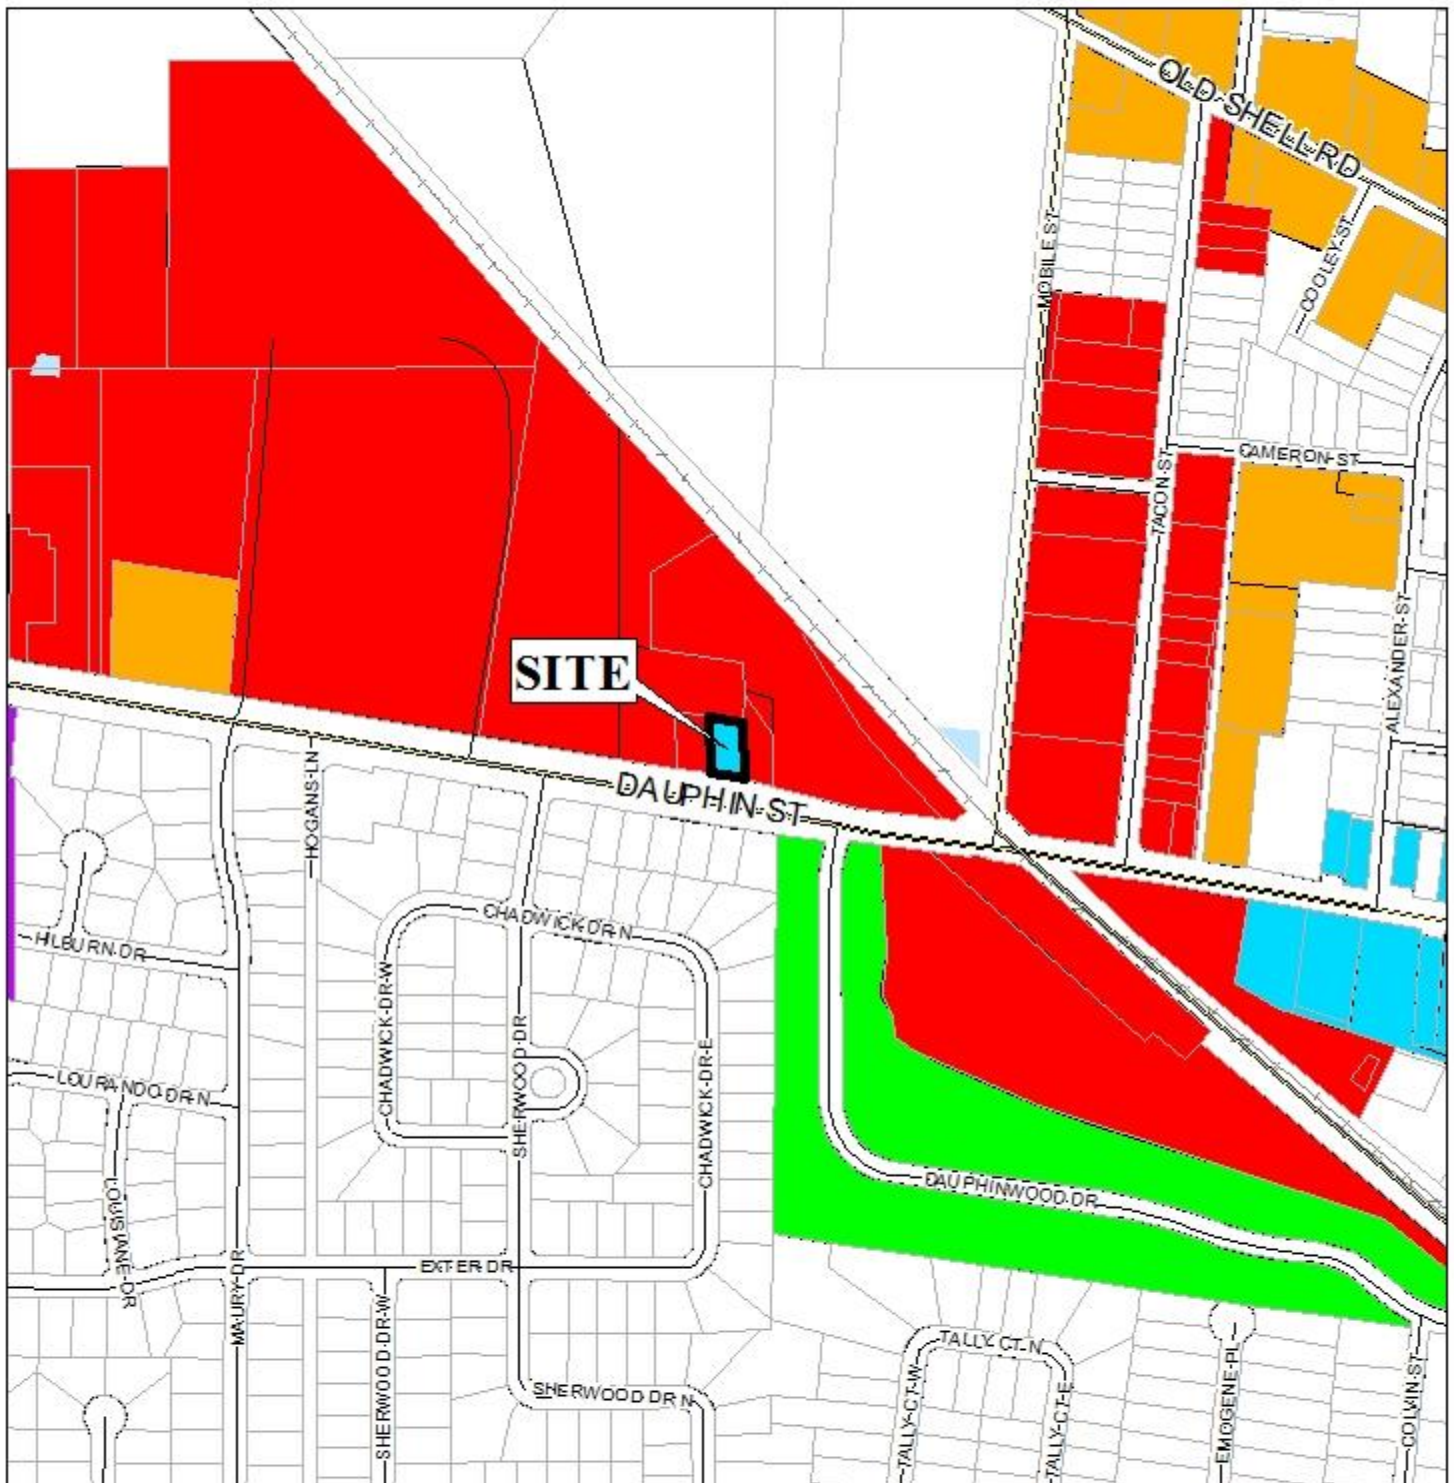 OLD SHELL RD
MOBILE ST
COOLEY ST
CAMERON ST
TACON ST
ALEXANDER ST
SITE
DAUPHIN ST
HOGANS LN
CHADWICK DR N
HILBURN DR
CHADWICK DR W
SHERWOOD DR
CHADWICK DR E
LOURANDO DR N
LOUISIANE DR
DAUPHINWOOD DR
EXTER DR
MAURY DR
SHERWOOD DR W
TALLY CT N
SHERWOOD DR N
TALLY CT W
TALLY CT E
EMOGENE PL
COLVIN ST